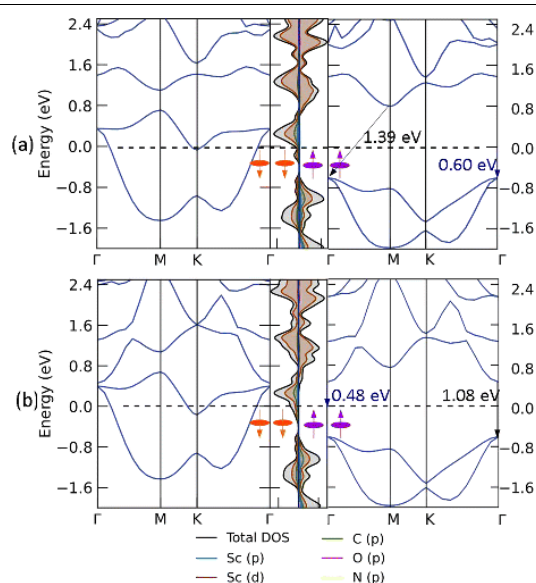 (a)
Energy (eV)
2.4
1.6
0.8
0.0
−0.8
−1.6
Γ M K Γ
1.39 eV
0.60 eV
2.4
1.6
0.8
0.0
−0.8
−1.6
Γ M K Γ
(b)
Energy (eV)
2.4
1.6
0.8
0.0
−0.8
−1.6
Γ M K Γ
0.48 eV
1.08 eV
2.4
1.6
0.8
0.0
−0.8
−1.6
Γ M K Γ
Total DOS
Sc (p)
Sc (d)
C (p)
O (p)
N (p)